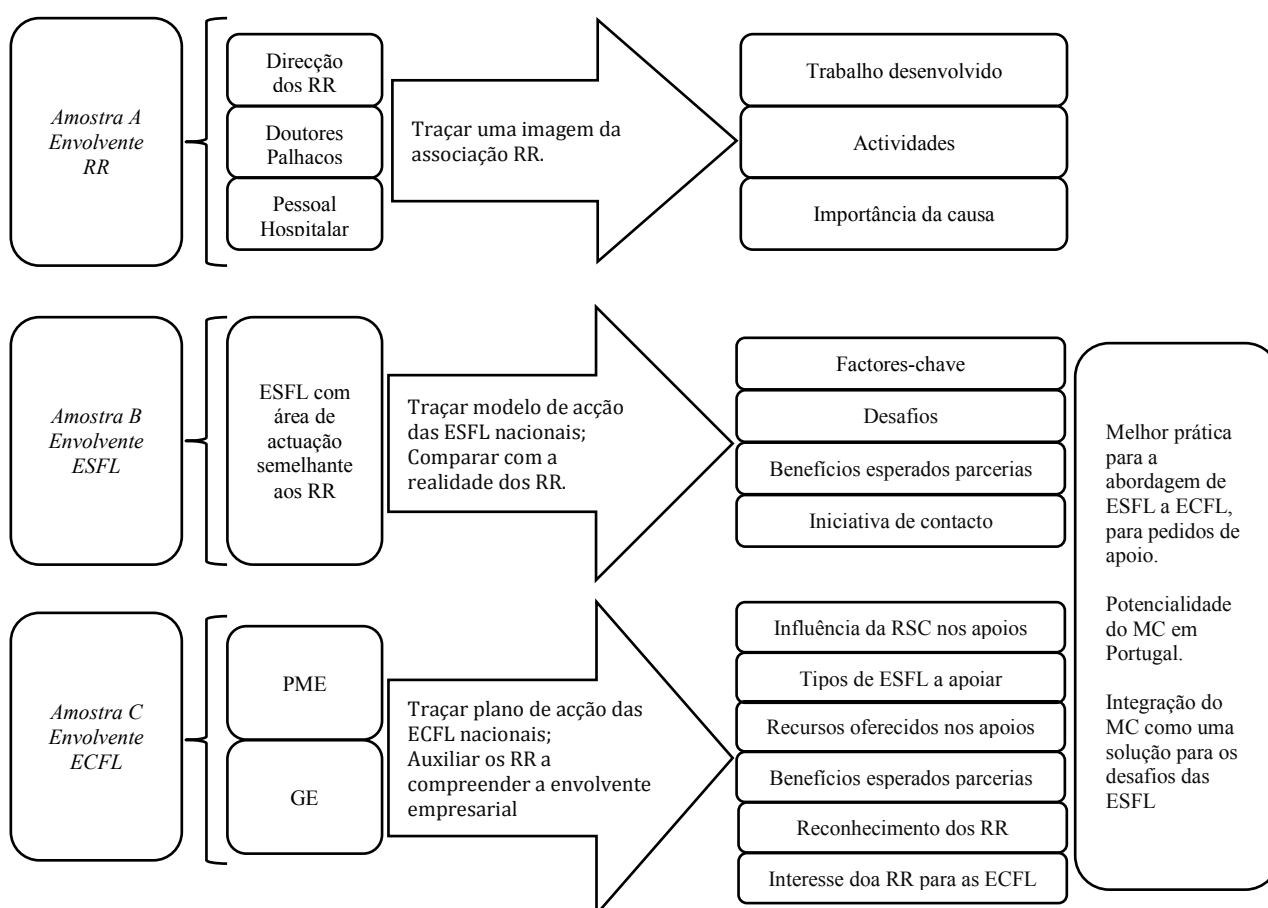 Amostra A
Envolvente
RR
Direcção
dos RR
Doutores
Palhacos
Pessoal
Hospitalar
Traçar uma imagem da
associação RR.
Trabalho desenvolvido
Actividades
Importância da causa
Amostra B
Envolvente
ESFL
ESFL com
área de
actuação
semelhante
aos RR
Traçar modelo de acção
das ESFL nacionais;
Comparar com a
realidade dos RR.
Factores-chave
Desafios
Benefícios esperados parcerias
Iniciativa de contacto
Amostra C
Envolvente
ECFL
PME
GE
Traçar plano de acção das
ECFL nacionais;
Auxiliar os RR a
compreender a envolvente
empresarial
Influência da RSC nos apoios
Tipos de ESFL a apoiar
Recursos oferecidos nos apoios
Benefícios esperados parcerias
Reconhecimento dos RR
Interesse doa RR para as ECFL
Melhor prática
para a
abordagem de
ESFL a ECFL,
para pedidos de
apoio.
Potencialidade
do MC em
Portugal.
Integração do
MC como uma
solução para os
desafios das
ESFL